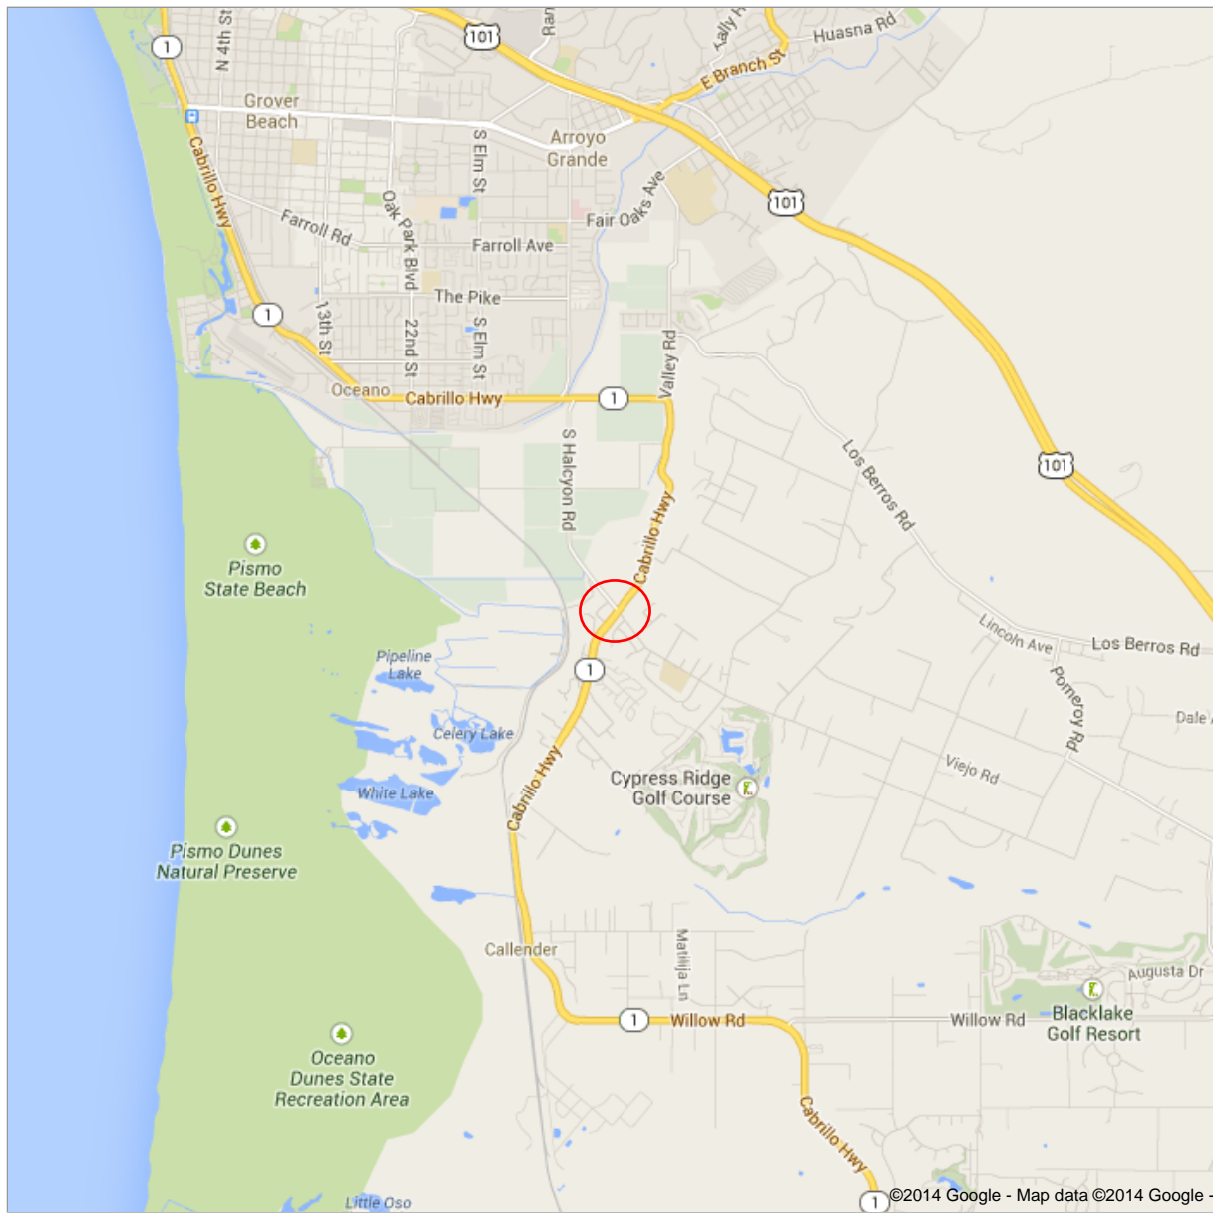 1
N 4th St
101
Ran
Yally H
Huasna Rd
E Branch St
Grover
Beach
Arroyo
Grande
S Elm St
Cabrillo Hwy
Oak Park Blvd
Fair Oaks Ave
101
Farroll Rd
Farroll Ave
The Pike
1
13th St
22nd St
S Elm St
Valley Rd
Oceano
Cabrillo Hwy
1
S Halcyon Rd
Los Berros Rd
101
Cabrillo Hwy
Pismo
State Beach
Lincoln Ave
Los Berros Rd
Pipeline
Lake
1
Pomeroy Rd
Dale A
Celery Lake
Cabrillo Hwy
Viejo Rd
Cypress Ridge
Golf Course
White Lake
Pismo Dunes
Natural Preserve
Callender
Matilija Ln
Augusta Dr
1
Willow Rd
Willow Rd
Blacklake
Golf Resort
Oceano
Dunes State
Recreation Area
Cabrillo Hwy
Little Oso
1
©2014 Google - Map data ©2014 Google -